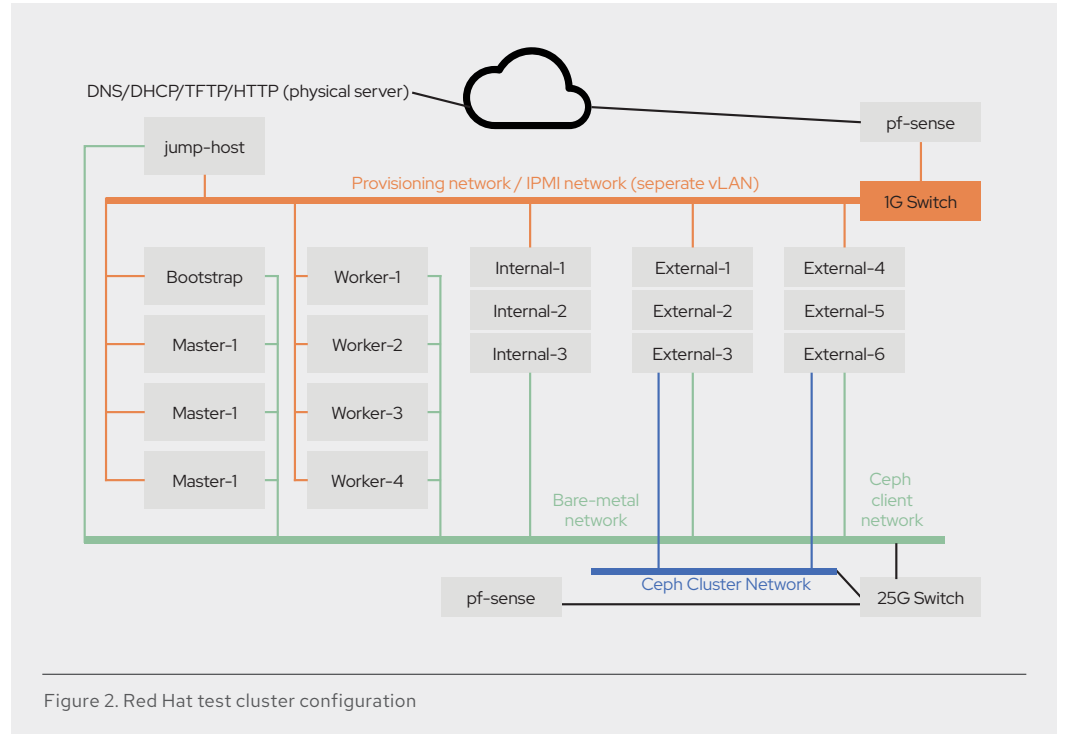 DNS/DHCP/TFTP/HTTP (physical server)
pf-sense
jump-host
Provisioning network / IPMI network (seperate vLAN)
1G Switch
Bootstrap
Master-1
Master-1
Master-1
Worker-1
Worker-2
Worker-3
Worker-4
Internal-1
Internal-2
Internal-3
External-1
External-2
External-3
External-4
External-5
External-6
Bare-metal
network
Ceph
client
network
Ceph Cluster Network
pf-sense
25G Switch
Figure 2. Red Hat test cluster configuration